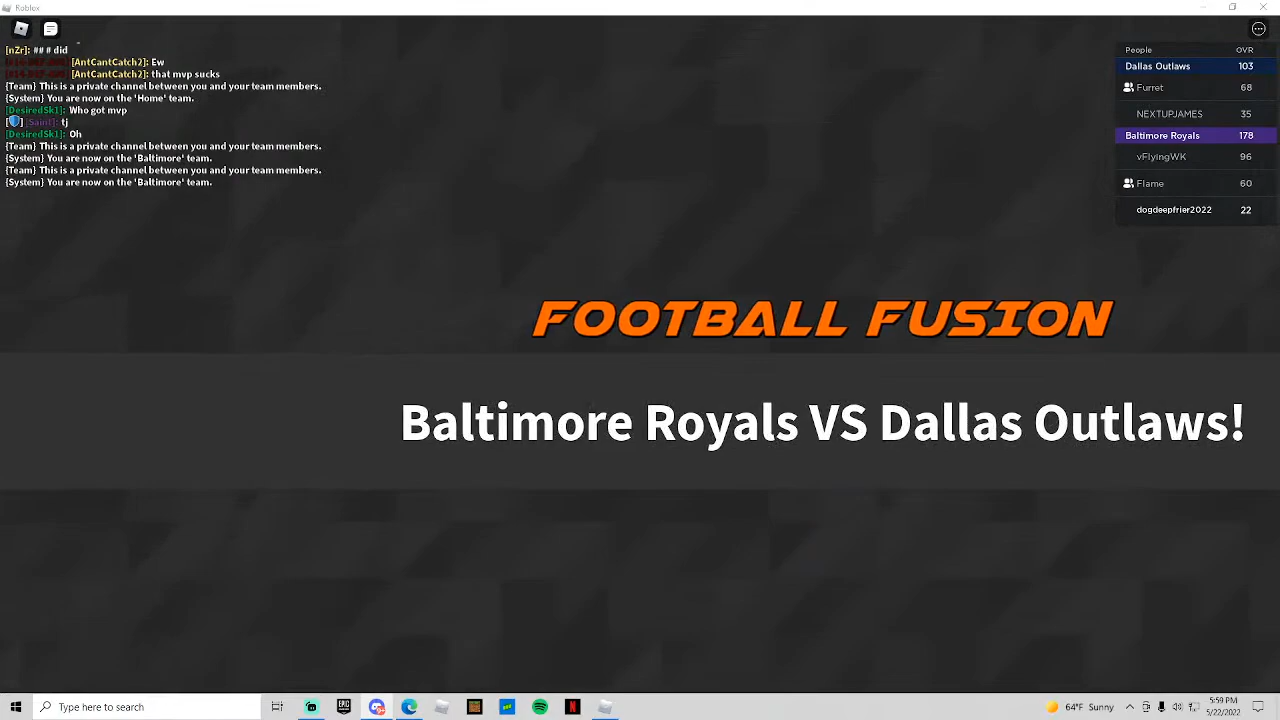 Roblox
[nZr]: ## # did
[AntCantCatch2]: Ew
[AntCantCatch2]: that mvp sucks
{Team} This is a private channel between you and your team members.
{System} You are now on the 'Home' team.
[DesiredSk1]: Who got mvp
[Saint]: tj
[DesiredSk1]: Oh
{Team} This is a private channel between you and your team members.
{System} You are now on the 'Baltimore' team.
{Team} This is a private channel between you and your team members.
{System} You are now on the 'Baltimore' team.
People OVR
Dallas Outlaws 103
Furret 68
NEXTUPJAMES 35
Baltimore Royals 178
vFlyingWK 96
Flame 60
dogdeepfrier2022 22
FOOTBALL FUSION
Baltimore Royals VS Dallas Outlaws!
Type here to search
EPIC
N
64°F Sunny
5:59 PM
5/22/2022